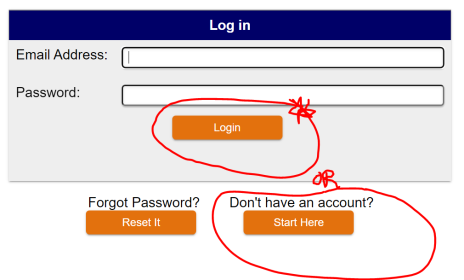 Log in
Email Address:
Password:
Login
OR
Forgot Password? Don't have an account?
Reset It Start Here